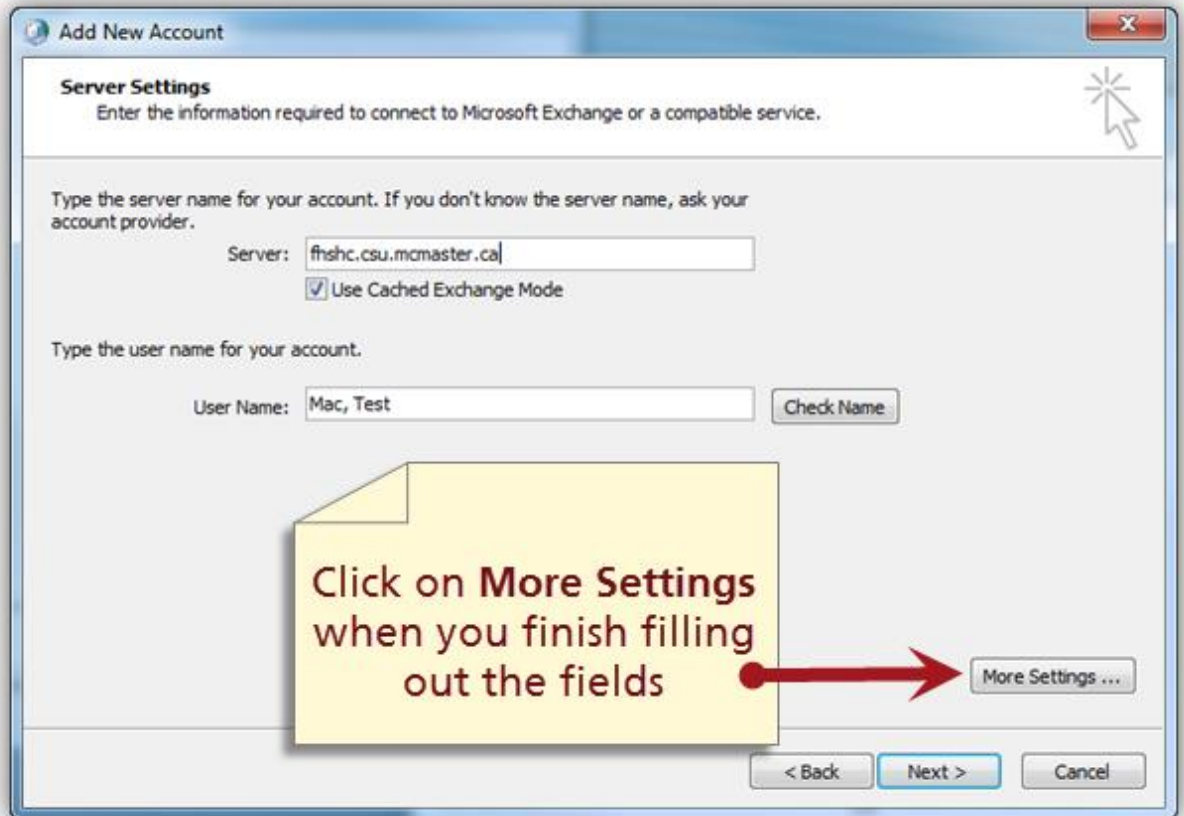 Add New Account
Server Settings
Enter the information required to connect to Microsoft Exchange or a compatible service.
Type the server name for your account. If you don't know the server name, ask your
account provider.
Server: fhshc.csu.mcmaster.ca
Use Cached Exchange Mode
Type the user name for your account.
User Name: Mac, Test Check Name
Click on More Settings
when you finish filling
out the fields
More Settings ...
< Back Next > Cancel